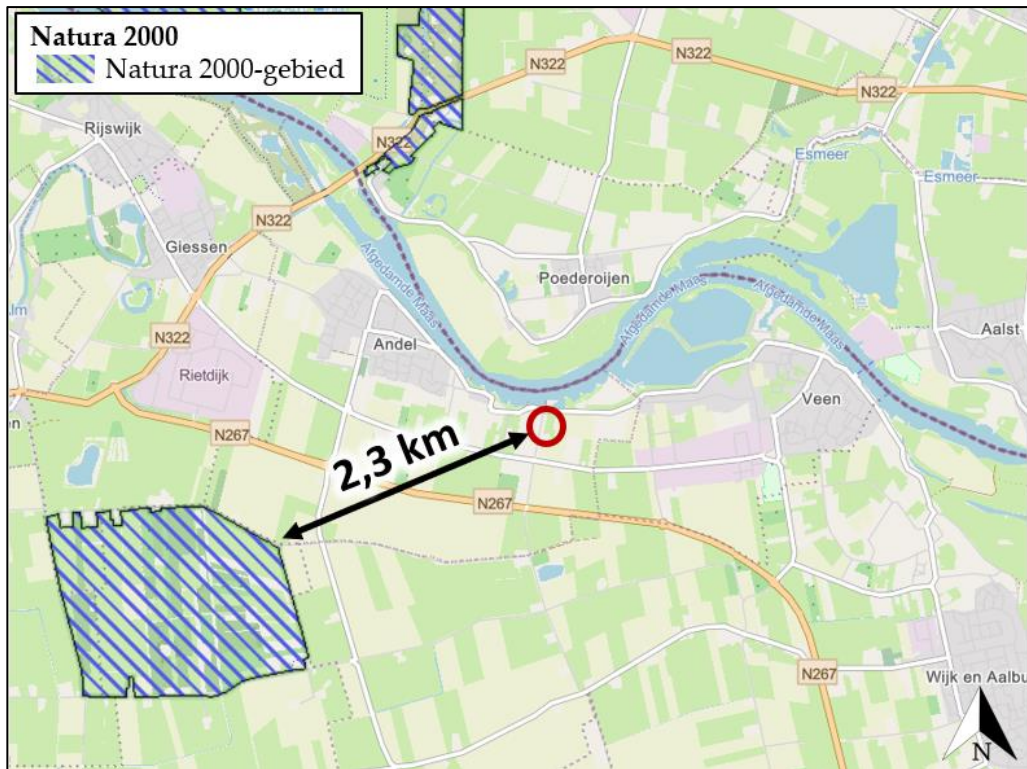 Natura 2000
Natura 2000-gebied
N322
N322
N322
N322
Rijswijk
Esmeer
Esmeer
N322
Giessen
Afgedamde Maas
Poederoijen
Afgedamde Maas
Afgedamde Maas
N322
Andel
Aalst
Rietdijk
Veen
N267
2,3 km
N267
N267
Wijk en Aalbu
N